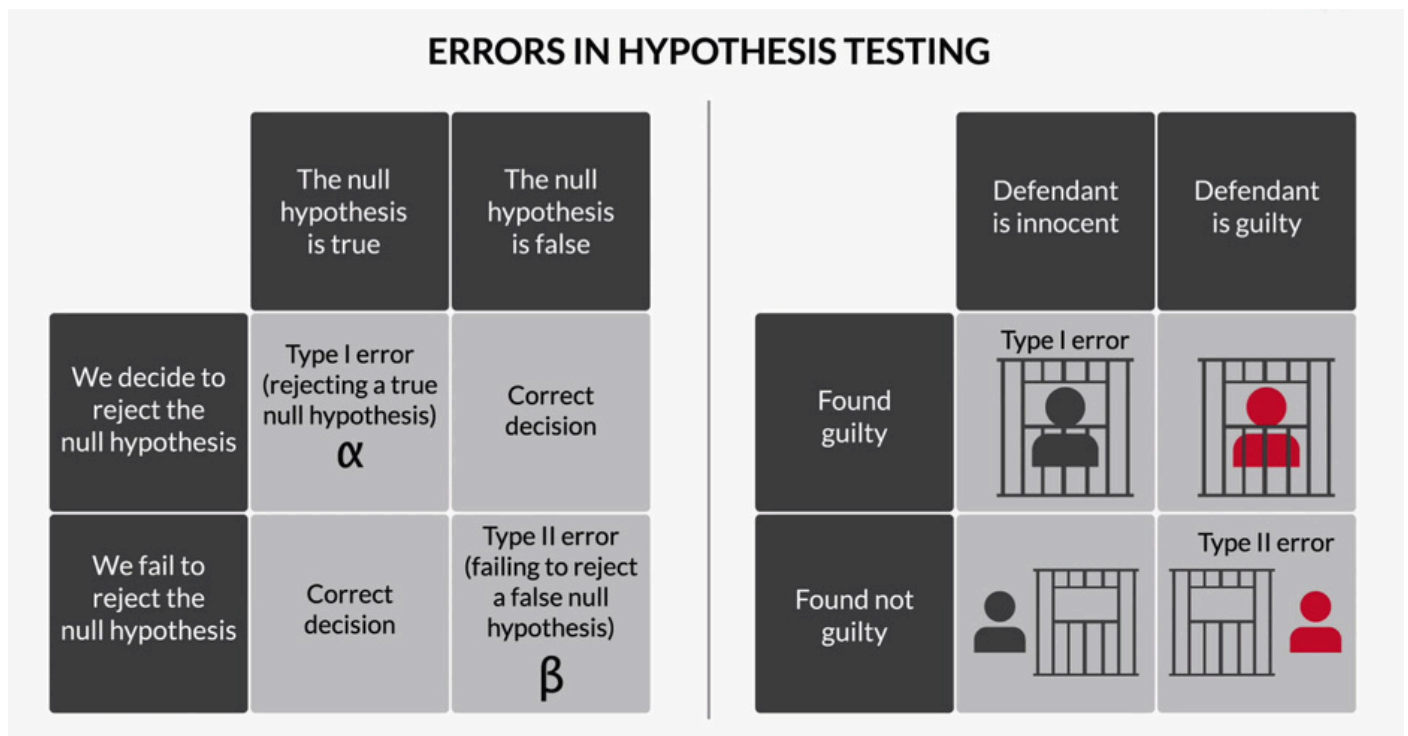 ERRORS IN HYPOTHESIS TESTING
The null
hypothesis
is true
The null
hypothesis
is false
We decide to
reject the
null hypothesis
Type I error
(rejecting a true
null hypothesis)
α
Correct
decision
We fail to
reject the
null hypothesis
Correct
decision
Type II error
(failing to reject
a false null
hypothesis)
β
Defendant
is innocent
Defendant
is guilty
Found
guilty
Type I error
Found not
guilty
Type II error